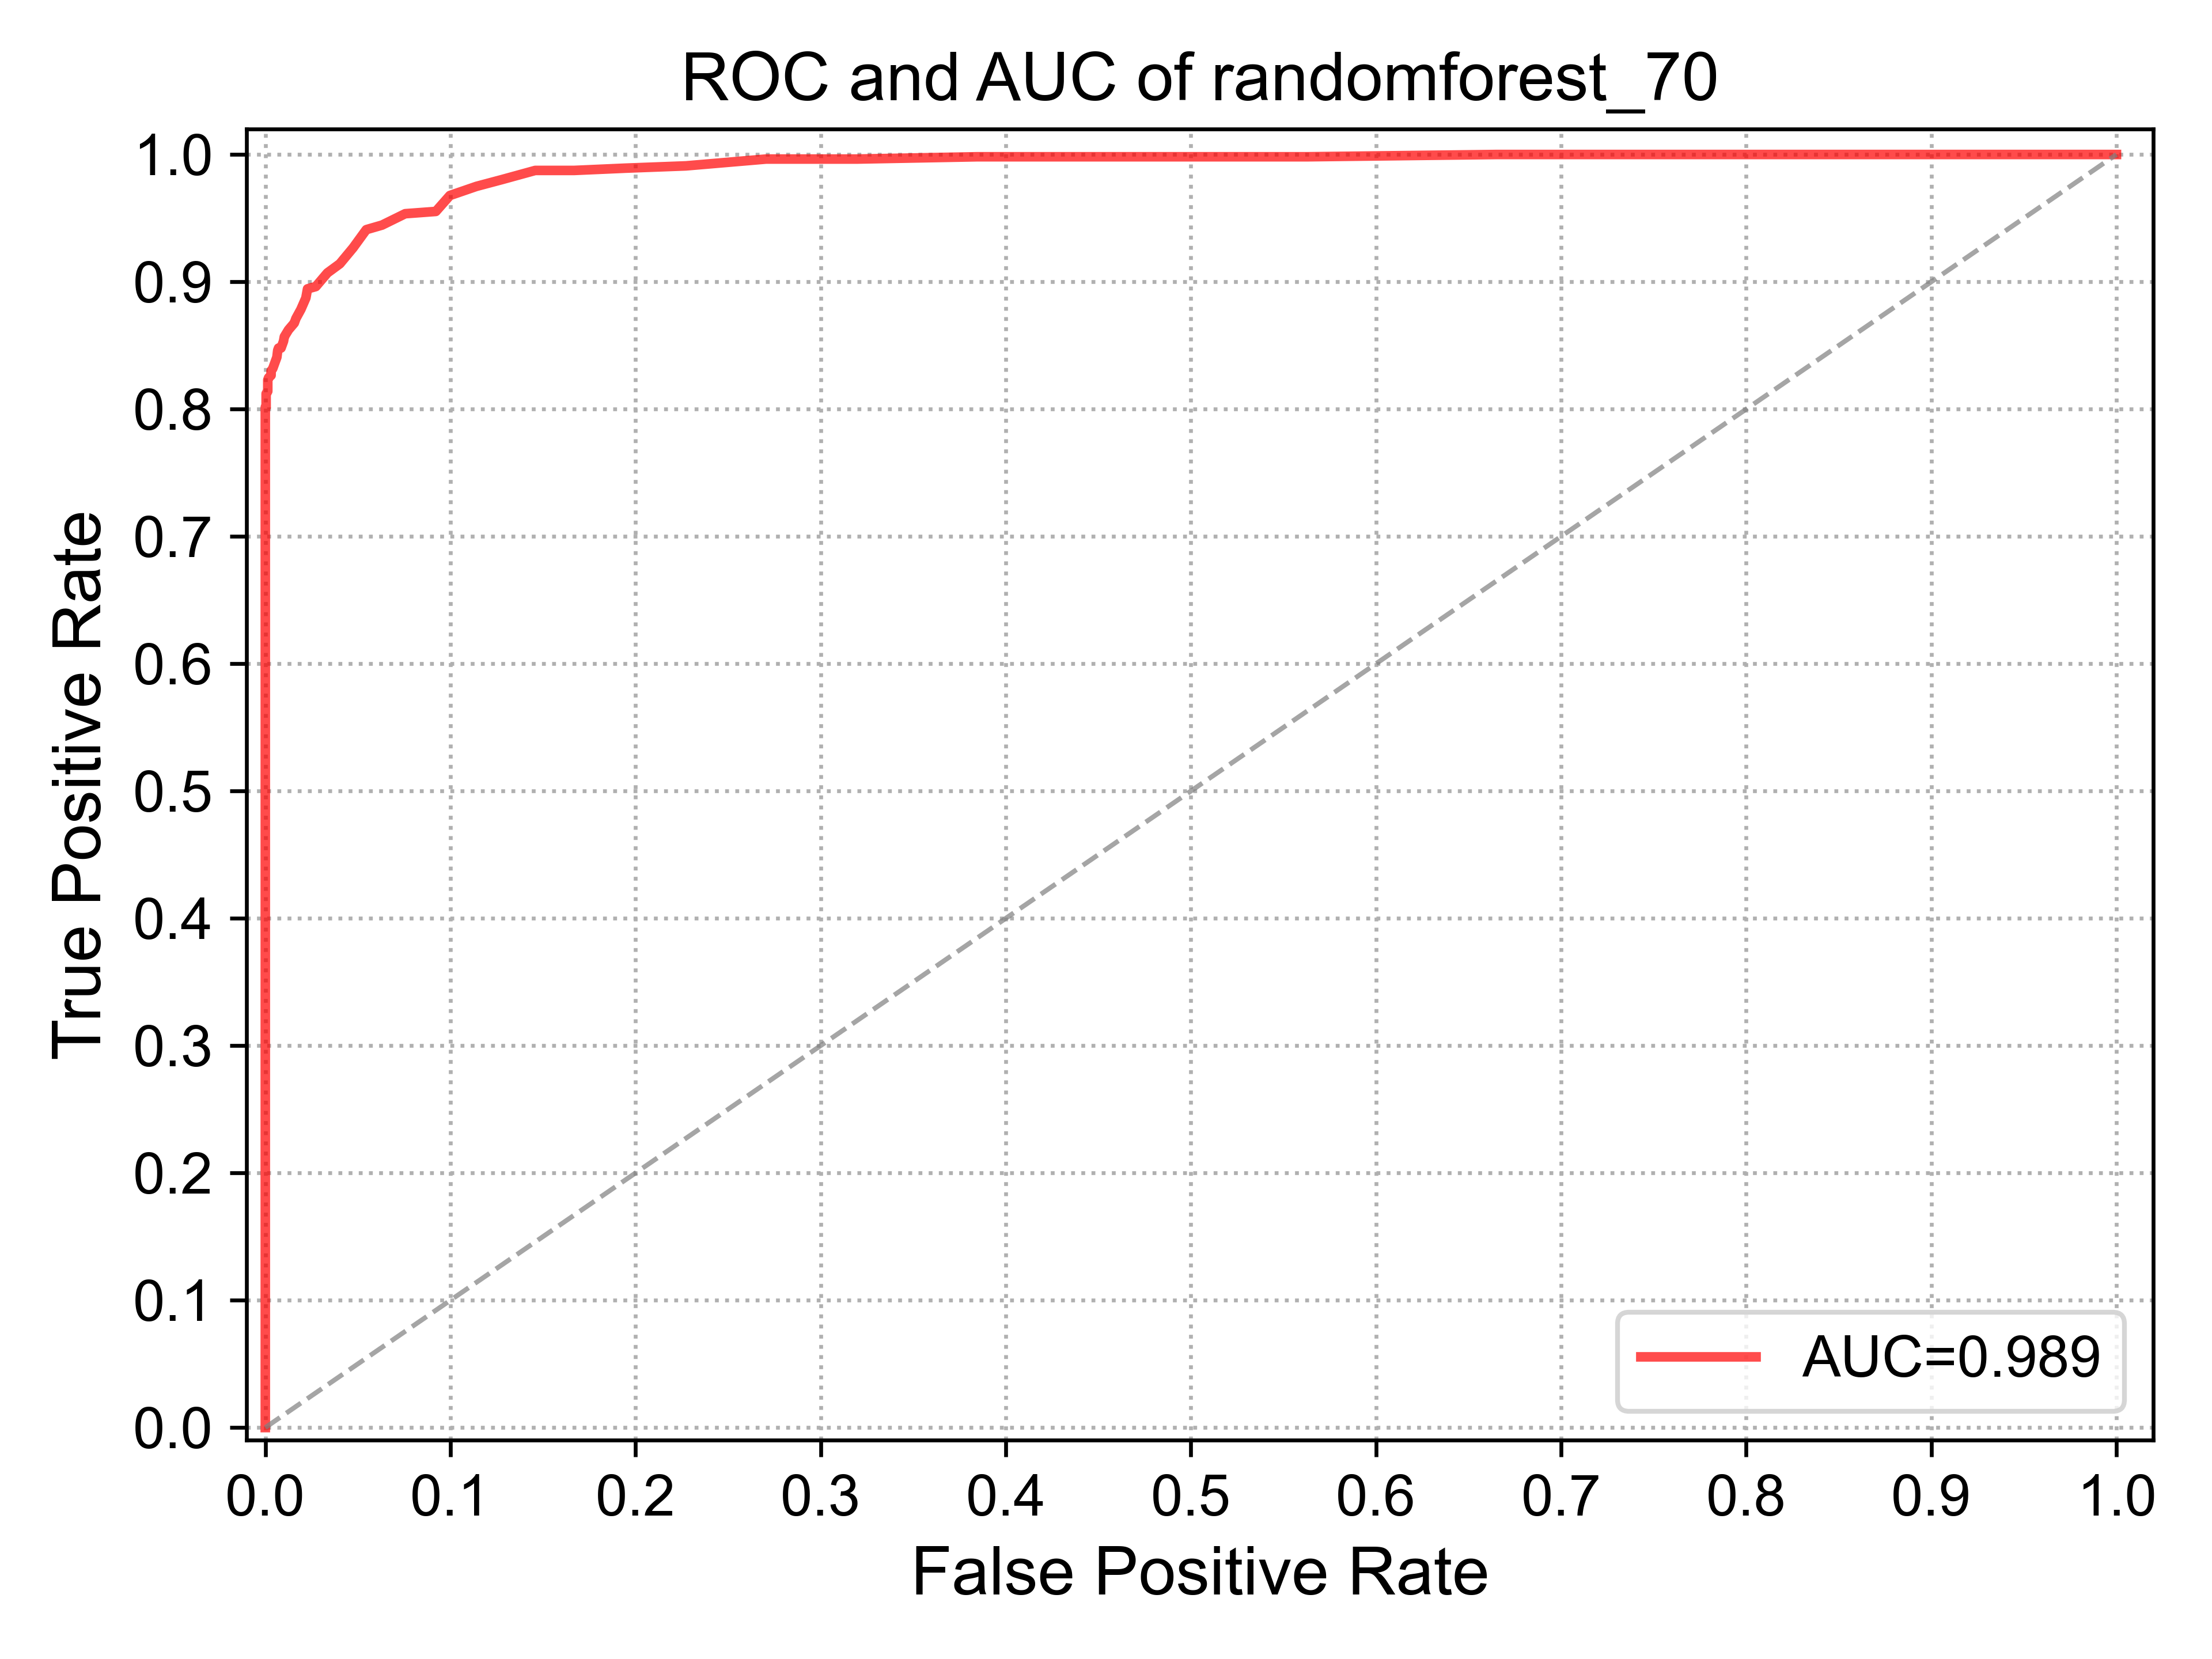 ROC and AUC of randomforest_70
True Positive Rate
1.0
0.9
0.8
0.7
0.6
0.5
0.4
0.3
0.2
0.1
0.0
AUC=0.989
0.0 0.1 0.2 0.3 0.4 0.5 0.6 0.7 0.8 0.9 1.0
False Positive Rate